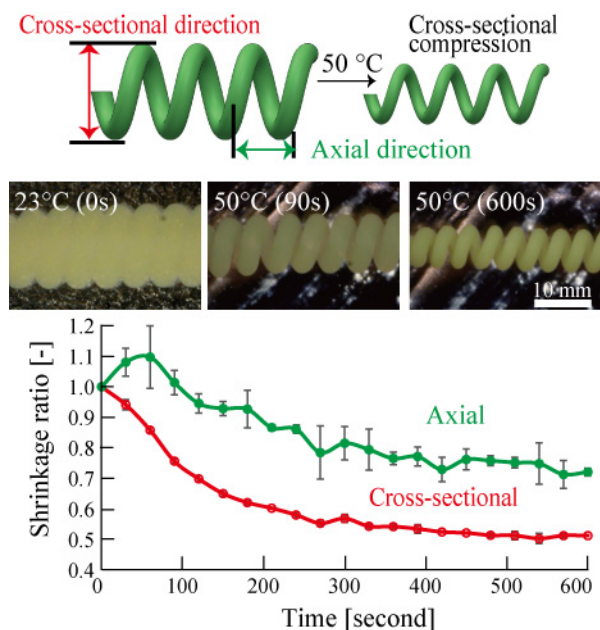 Cross-sectional direction
50 °C
Cross-sectional
compression
Axial direction
23°C (0s)
50°C (90s)
50°C (600s)
10 mm
1.2
1.1
1.0
0.9
0.8
0.7
0.6
0.5
0.4
Shrinkage ratio [-]
Axial
Cross-sectional
0 100 200 300 400 500 600
Time [second]